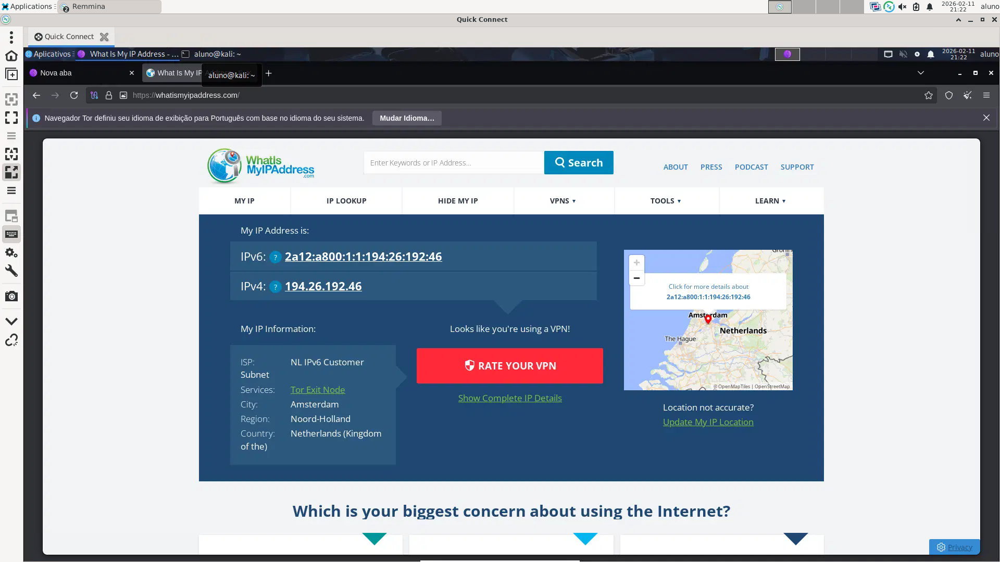 Applications
2
Remmina
2026-02-11
21:22
aluno
Quick Connect
Quick Connect
Aplicativos
What Is My IP Address - ...
aluno@kali: ~
2026-02-11
21:22
aluno
Nova aba
What Is My IP
aluno@kali: ~
https://whatismyipaddress.com/
Navegador Tor definiu seu idioma de exibição para Português com base no idioma do seu sistema.
Mudar Idioma...
WhatIs
MyIPAddress
.com
Enter Keywords or IP Address...
Search
ABOUT
PRESS
PODCAST
SUPPORT
MY IP
IP LOOKUP
HIDE MY IP
VPNS ▾
TOOLS ▾
LEARN ▾
My IP Address is:
IPv6: ? 2a12:a800:1:1:194:26:192:46
IPv4: ? 194.26.192.46
My IP Information:
ISP: NL IPv6 Customer
Subnet
Services: Tor Exit Node
City: Amsterdam
Region: Noord-Holland
Country: Netherlands (Kingdom
of the)
Looks like you're using a VPN!
RATE YOUR VPN
Show Complete IP Details
+
−
Click for more details about
2a12:a800:1:1:194:26:192:46
Amsterdam
Netherlands
The Hague
© OpenMapTiles | OpenStreetMap
Location not accurate?
Update My IP Location
Which is your biggest concern about using the Internet?
Privacy